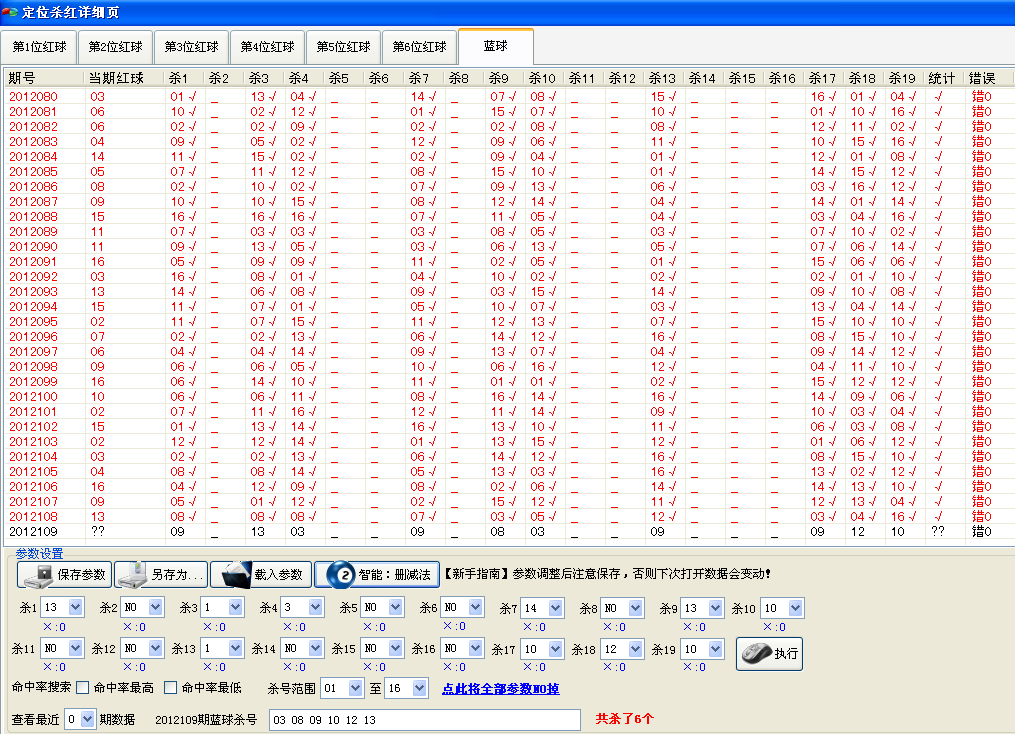 定位杀红详细页
第1位红球 第2位红球 第3位红球 第4位红球 第5位红球 第6位红球 蓝球
期号 当期红球 杀1 杀2 杀3 杀4 杀5 杀6 杀7 杀8 杀9 杀10 杀11 杀12 杀13 杀14 杀15 杀16 杀17 杀18 杀19 统计 错误
2012080 03 01√ _ 13√ 04√ _ _ 14√ _ 07√ 08√ _ _ 15√ _ _ _ 16√ 01√ 04√ √ 错0
2012081 06 10√ _ 02√ 12√ _ _ 01√ _ 15√ 07√ _ _ 10√ _ _ _ 01√ 10√ 16√ √ 错0
2012082 06 02√ _ 02√ 09√ _ _ 02√ _ 02√ 08√ _ _ 08√ _ _ _ 12√ 11√ 02√ √ 错0
2012083 04 09√ _ 05√ 02√ _ _ 12√ _ 09√ 06√ _ _ 11√ _ _ _ 10√ 15√ 16√ √ 错0
2012084 14 11√ _ 15√ 02√ _ _ 02√ _ 09√ 04√ _ _ 01√ _ _ _ 12√ 01√ 08√ √ 错0
2012085 05 07√ _ 11√ 12√ _ _ 08√ _ 15√ 10√ _ _ 01√ _ _ _ 14√ 15√ 12√ √ 错0
2012086 08 02√ _ 10√ 02√ _ _ 07√ _ 09√ 13√ _ _ 06√ _ _ _ 03√ 16√ 12√ √ 错0
2012087 09 10√ _ 10√ 15√ _ _ 08√ _ 12√ 14√ _ _ 04√ _ _ _ 14√ 01√ 14√ √ 错0
2012088 15 16√ _ 16√ 16√ _ _ 07√ _ 11√ 05√ _ _ 04√ _ _ _ 03√ 04√ 16√ √ 错0
2012089 11 07√ _ 03√ 03√ _ _ 03√ _ 08√ 05√ _ _ 03√ _ _ _ 07√ 10√ 02√ √ 错0
2012090 11 09√ _ 13√ 05√ _ _ 03√ _ 06√ 13√ _ _ 05√ _ _ _ 07√ 06√ 14√ √ 错0
2012091 16 05√ _ 09√ 09√ _ _ 11√ _ 02√ 05√ _ _ 01√ _ _ _ 15√ 06√ 06√ √ 错0
2012092 03 16√ _ 08√ 01√ _ _ 04√ _ 10√ 02√ _ _ 02√ _ _ _ 02√ 01√ 10√ √ 错0
2012093 13 14√ _ 06√ 08√ _ _ 09√ _ 03√ 15√ _ _ 14√ _ _ _ 09√ 10√ 08√ √ 错0
2012094 15 11√ _ 07√ 01√ _ _ 05√ _ 10√ 07√ _ _ 03√ _ _ _ 13√ 04√ 14√ √ 错0
2012095 02 11√ _ 07√ 15√ _ _ 11√ _ 12√ 13√ _ _ 07√ _ _ _ 15√ 10√ 10√ √ 错0
2012096 07 02√ _ 02√ 13√ _ _ 06√ _ 14√ 12√ _ _ 16√ _ _ _ 08√ 15√ 10√ √ 错0
2012097 06 04√ _ 04√ 14√ _ _ 09√ _ 13√ 07√ _ _ 04√ _ _ _ 09√ 14√ 12√ √ 错0
2012098 09 06√ _ 06√ 05√ _ _ 10√ _ 06√ 16√ _ _ 12√ _ _ _ 04√ 11√ 10√ √ 错0
2012099 16 06√ _ 14√ 10√ _ _ 11√ _ 01√ 01√ _ _ 02√ _ _ _ 15√ 12√ 12√ √ 错0
2012100 10 06√ _ 06√ 11√ _ _ 08√ _ 16√ 14√ _ _ 16√ _ _ _ 14√ 09√ 06√ √ 错0
2012101 02 07√ _ 11√ 16√ _ _ 12√ _ 11√ 14√ _ _ 09√ _ _ _ 10√ 03√ 04√ √ 错0
2012102 15 01√ _ 13√ 14√ _ _ 16√ _ 13√ 10√ _ _ 11√ _ _ _ 06√ 03√ 08√ √ 错0
2012103 02 12√ _ 12√ 14√ _ _ 01√ _ 13√ 15√ _ _ 12√ _ _ _ 01√ 06√ 12√ √ 错0
2012104 03 02√ _ 02√ 13√ _ _ 06√ _ 14√ 12√ _ _ 16√ _ _ _ 08√ 15√ 10√ √ 错0
2012105 04 08√ _ 08√ 14√ _ _ 05√ _ 13√ 03√ _ _ 16√ _ _ _ 13√ 02√ 12√ √ 错0
2012106 16 04√ _ 12√ 09√ _ _ 08√ _ 02√ 06√ _ _ 14√ _ _ _ 14√ 13√ 10√ √ 错0
2012107 09 05√ _ 01√ 12√ _ _ 02√ _ 15√ 12√ _ _ 11√ _ _ _ 12√ 13√ 04√ √ 错0
2012108 13 08√ _ 08√ 08√ _ _ 07√ _ 03√ 05√ _ _ 12√ _ _ _ 03√ 04√ 16√ √ 错0
2012109 ?? 09 _ 13 03 _ _ 09 _ 08 03 _ _ 09 _ _ _ 09 12 10 ?? 错0
参数设置
保存参数 另存为... 载入参数 2 智能:删减法 【新手指南】参数调整后注意保存,否则下次打开数据会变动!
杀1 13 杀2 NO 杀3 1 杀4 3 杀5 NO 杀6 NO 杀7 14 杀8 NO 杀9 13 杀10 10
×:0 ×:0 ×:0 ×:0 ×:0 ×:0 ×:0 ×:0 ×:0 ×:0
杀11 NO 杀12 NO 杀13 1 杀14 NO 杀15 NO 杀16 NO 杀17 10 杀18 12 杀19 10 执行
×:0 ×:0 ×:0 ×:0 ×:0 ×:0 ×:0 ×:0 ×:0
命中率搜索 命中率最高 命中率最低 杀号范围 01 至 16 点此将全部参数NO掉
查看最近 0 期数据 2012109期蓝球杀号 03 08 09 10 12 13 共杀了6个